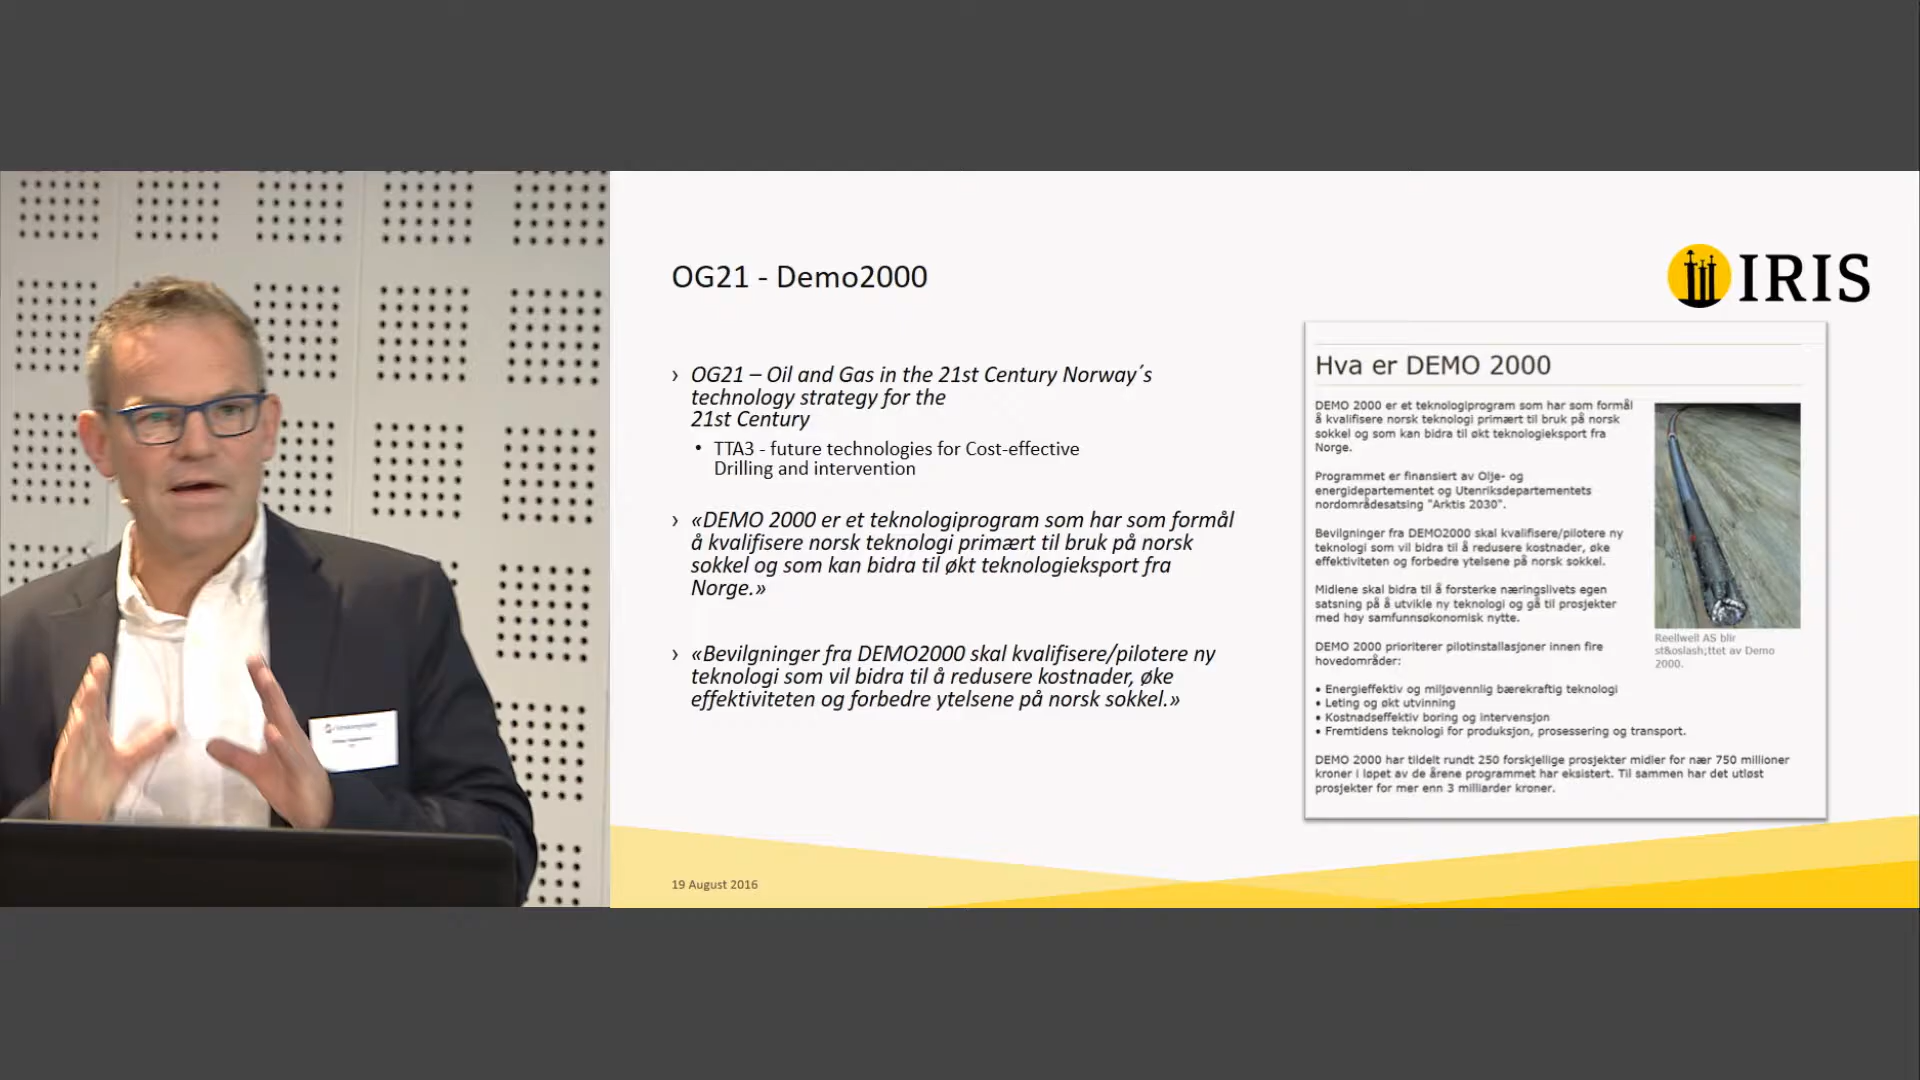 OG21 - Demo2000
IRIS
› OG21 – Oil and Gas in the 21st Century Norway´s
technology strategy for the
21st Century
• TTA3 - future technologies for Cost-effective
Drilling and intervention
› «DEMO 2000 er et teknologiprogram som har som formål
å kvalifisere norsk teknologi primært til bruk på norsk
sokkel og som kan bidra til økt teknologieksport fra
Norge.»
› «Bevilgninger fra DEMO2000 skal kvalifisere/pilotere ny
teknologi som vil bidra til å redusere kostnader, øke
effektiviteten og forbedre ytelsene på norsk sokkel.»
Hva er DEMO 2000
DEMO 2000 er et teknologiprogram som har som formål
å kvalifisere norsk teknologi primært til bruk på norsk
sokkel og som kan bidra til økt teknologieksport fra
Norge.
Programmet er finansiert av Olje- og
energidepartementet og Utenriksdepartementets
nordområdesatsing "Arktis 2030".
Bevilgninger fra DEMO2000 skal kvalifisere/pilotere ny
teknologi som vil bidra til å redusere kostnader, øke
effektiviteten og forbedre ytelsene på norsk sokkel.
Midlene skal bidra til å forsterke næringslivets egen
satsning på å utvikle ny teknologi og gå til prosjekter
med høy samfunnsøkonomisk nytte.
DEMO 2000 prioriterer pilotinstallasjoner innen fire
hovedområder:
• Energieffektiv og miljøvennlig bærekraftig teknologi
• Leting og økt utvinning
• Kostnadseffektiv boring og intervensjon
• Fremtidens teknologi for produksjon, prosessering og transport.
DEMO 2000 har tildelt rundt 250 forskjellige prosjekter midler for nær 750 millioner
kroner i løpet av de årene programmet har eksistert. Til sammen har det utløst
prosjekter for mer enn 3 milliarder kroner.
Reellwell AS blir
st&oslash;ttet av Demo
2000.
19 August 2016